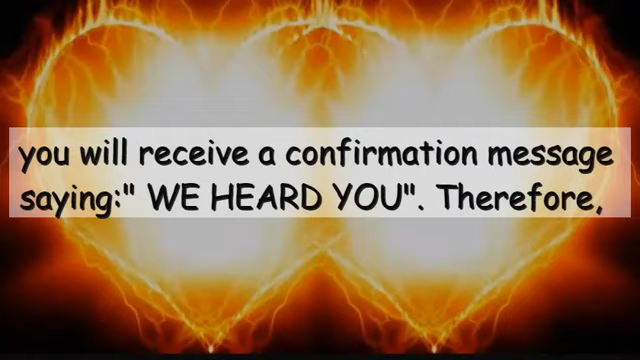 you will receive a confirmation message
saying:" WE HEARD YOU". Therefore,